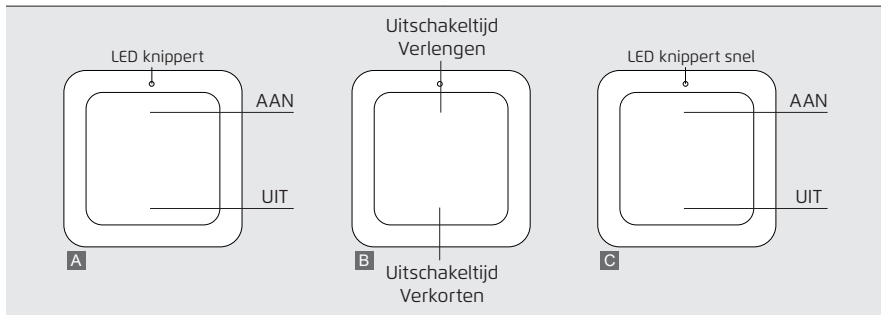 LED knippert
AAN
UIT
A
Uitschakeltijd
Verlengen
B
Uitschakeltijd
Verkorten
LED knippert snel
AAN
UIT
C